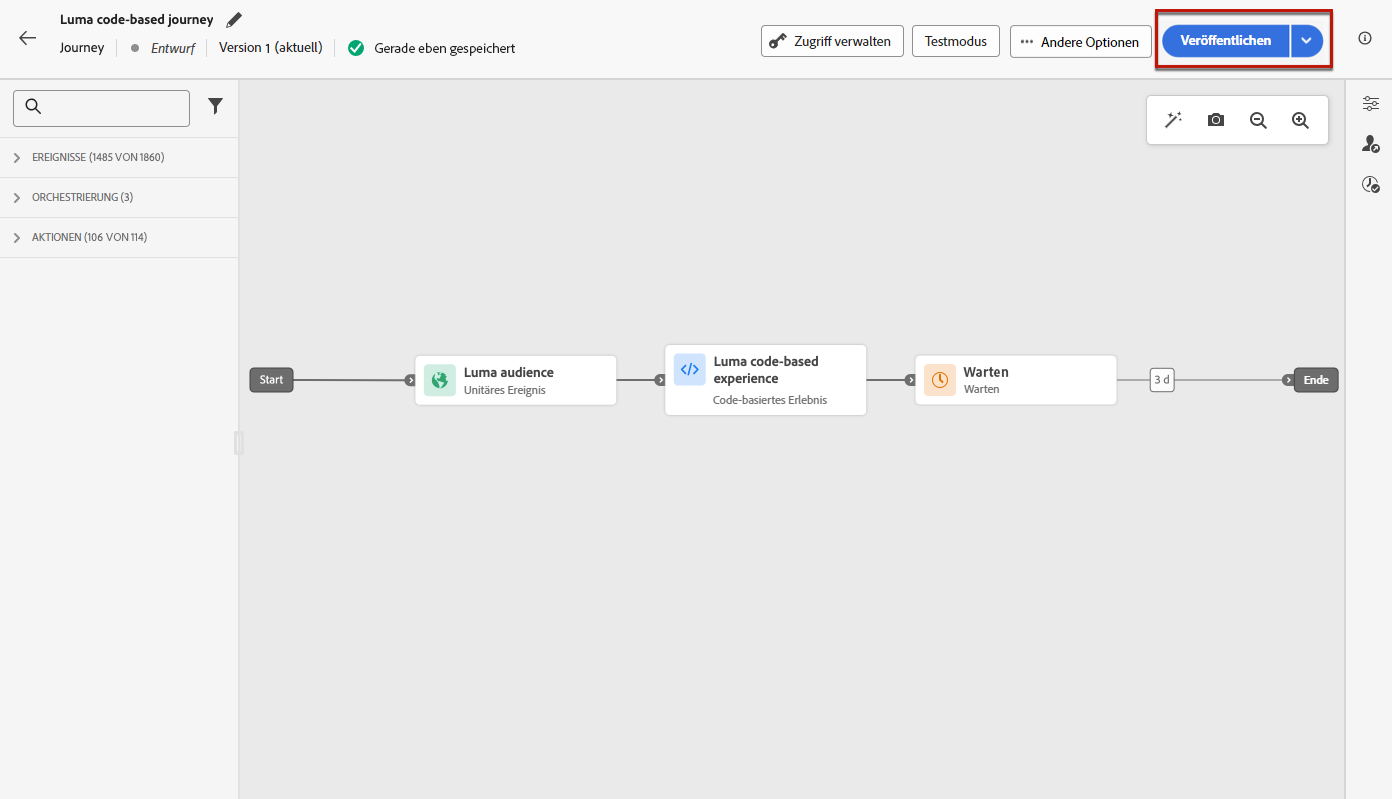 Luma code-based journey
Journey
Entwurf
Version 1 (aktuell)
Gerade eben gespeichert
Zugriff verwalten
Testmodus
Andere Optionen
Veröffentlichen
EREIGNISSE (1485 VON 1860)
ORCHESTRIERUNG (3)
AKTIONEN (106 VON 114)
Start
Luma audience
Unitäres Ereignis
Luma code-based
experience
Code-basiertes Erlebnis
Warten
Warten
3 d
Ende